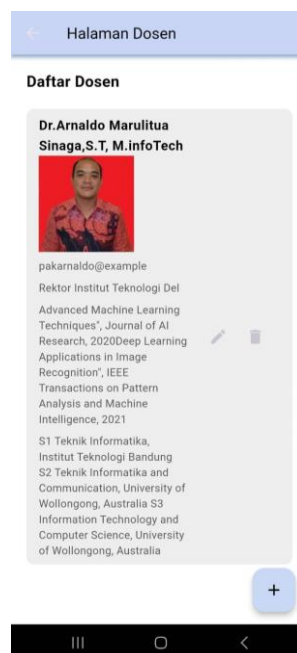 Halaman Dosen
Daftar Dosen
Dr.Arnaldo Marulitua
Sinaga,S.T, M.infoTech
pakarnaldo@example
Rektor Institut Teknologi Del
Advanced Machine Learning
Techniques", Journal of AI
Research, 2020Deep Learning
Applications in Image
Recognition", IEEE
Transactions on Pattern
Analysis and Machine
Intelligence, 2021
S1 Teknik Informatika,
Institut Teknologi Bandung
S2 Teknik Informatika and
Communication, University of
Wollongong, Australia S3
Information Technology and
Computer Science, University
of Wollongong, Australia